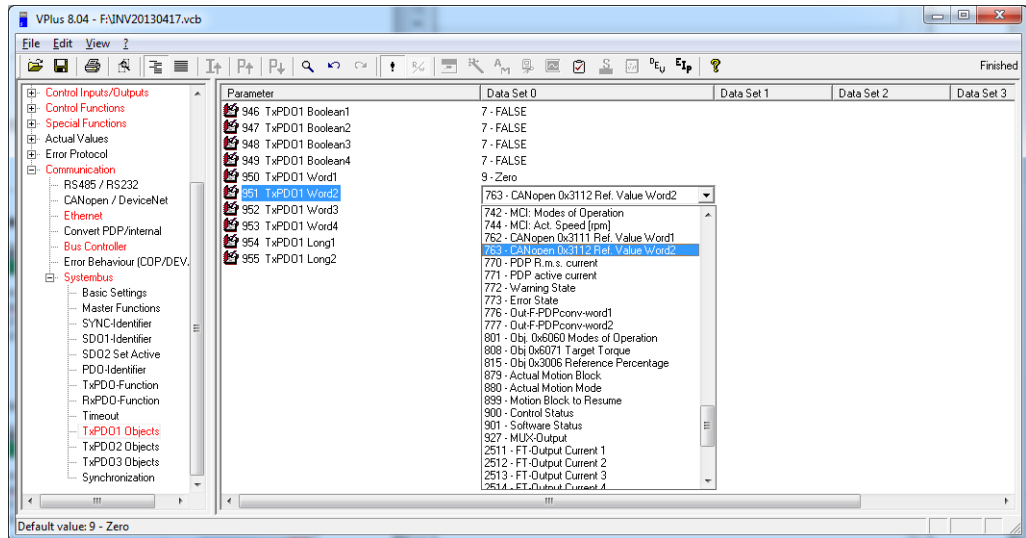 VPlus 8.04 - F:\INV20130417.vcb
File Edit View ?
Finished
Control Inputs/Outputs
Control Functions
Special Functions
Actual Values
Error Protocol
Communication
RS485 / RS232
CANopen / DeviceNet
Ethernet
Convert PDP/internal
Bus Controller
Error Behaviour (COP/DEV.
Systembus
Basic Settings
Master Functions
SYNC-Identifier
SDO1-Identifier
SDO2 Set Active
PDO-Identifier
TxPDO-Function
RxPDO-Function
Timeout
TxPDO1 Objects
TxPDO2 Objects
TxPDO3 Objects
Synchronization
Parameter Data Set 0 Data Set 1 Data Set 2 Data Set 3
946 TxPDO1 Boolean1 7 - FALSE
947 TxPDO1 Boolean2 7 - FALSE
948 TxPDO1 Boolean3 7 - FALSE
949 TxPDO1 Boolean4 7 - FALSE
950 TxPDO1 Word1 9 - Zero
951 TxPDO1 Word2 763 - CANopen 0x3112 Ref. Value Word2
952 TxPDO1 Word3
953 TxPDO1 Word4
954 TxPDO1 Long1
955 TxPDO1 Long2
742 - MCI: Modes of Operation
744 - MCI: Act. Speed [rpm]
762 - CANopen 0x3111 Ref. Value Word1
763 - CANopen 0x3112 Ref. Value Word2
770 - PDP R.m.s. current
771 - PDP active current
772 - Warning State
773 - Error State
776 - Out-F-PDPconv-word1
777 - Out-F-PDPconv-word2
801 - Obj. 0x6060 Modes of Operation
808 - Obj 0x6071 Target Torque
815 - Obj 0x3006 Reference Percentage
879 - Actual Motion Block
880 - Actual Motion Mode
899 - Motion Block to Resume
900 - Control Status
901 - Software Status
927 - MUX-Output
2511 - FT-Output Current 1
2512 - FT-Output Current 2
2513 - FT-Output Current 3
2514 - FT-Output Current 4
Default value: 9 - Zero